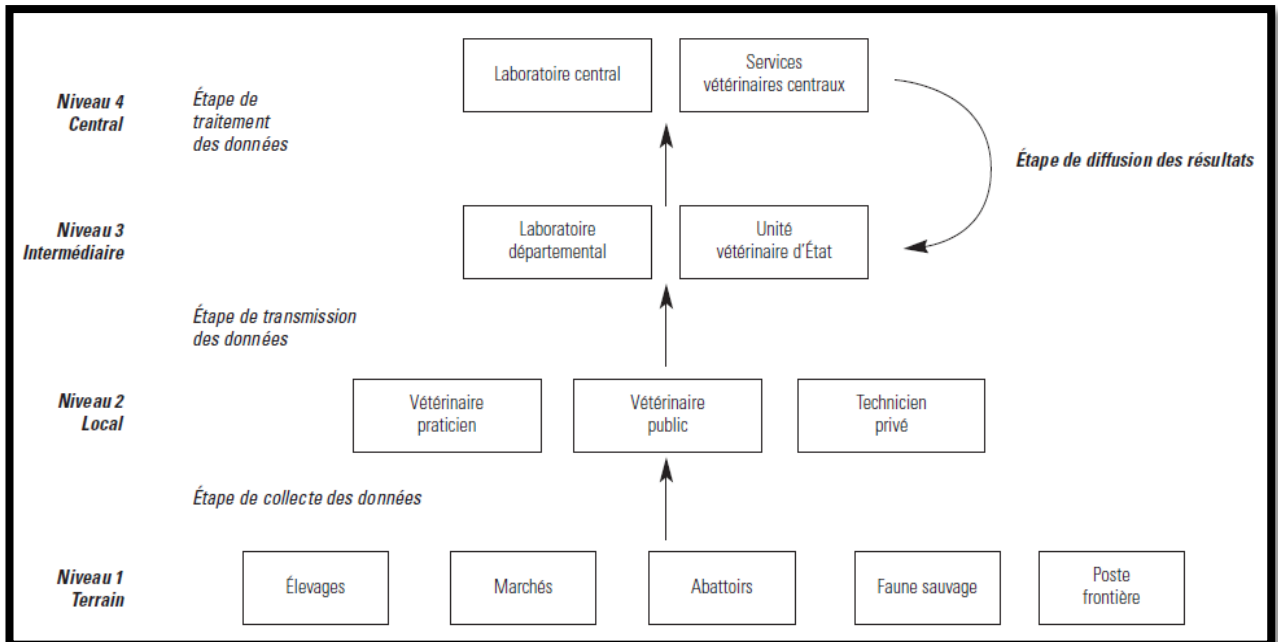 Laboratoire central
Services
vétérinaires centraux
Niveau 4
Central
Étape de
traitement
des données
Étape de diffusion des résultats
Niveau 3
Intermédiaire
Laboratoire
départemental
Unité
vétérinaire d'État
Étape de transmission
des données
Niveau 2
Local
Vétérinaire
praticien
Vétérinaire
public
Technicien
privé
Étape de collecte des données
Niveau 1
Terrain
Élevages
Marchés
Abattoirs
Faune sauvage
Poste
frontière